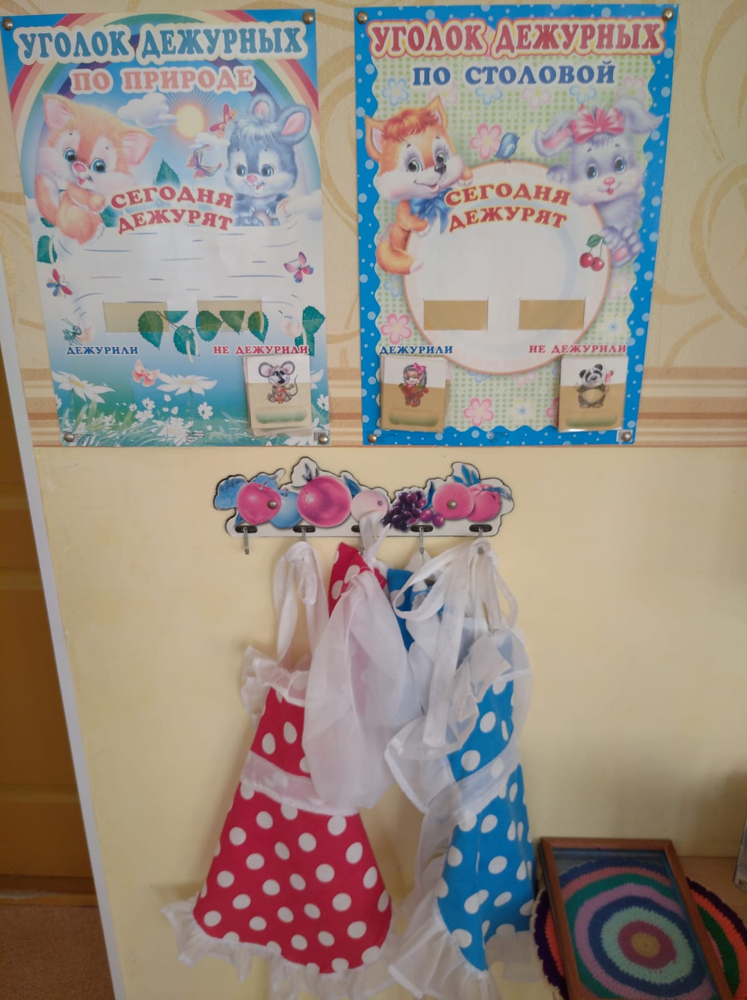 УГОЛОК ДЕЖУРНЫХ
ПО ПРИРОДЕ
СЕГОДНЯ
ДЕЖУРЯТ
ДЕЖУРИЛИ
НЕ ДЕЖУРИЛИ
УГОЛОК ДЕЖУРНЫХ
ПО СТОЛОВОЙ
СЕГОДНЯ
ДЕЖУРЯТ
ДЕЖУРИЛИ
НЕ ДЕЖУРИЛИ